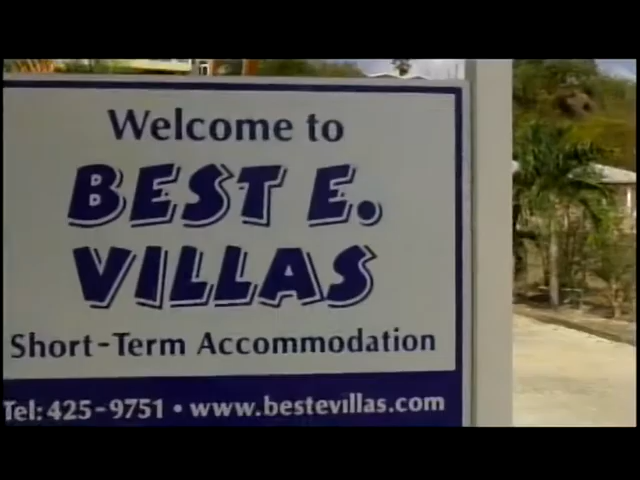 Welcome to
BEST E.
VILLAS
Short-Term Accommodation
Tel: 425-9751 • www.bestevillas.com